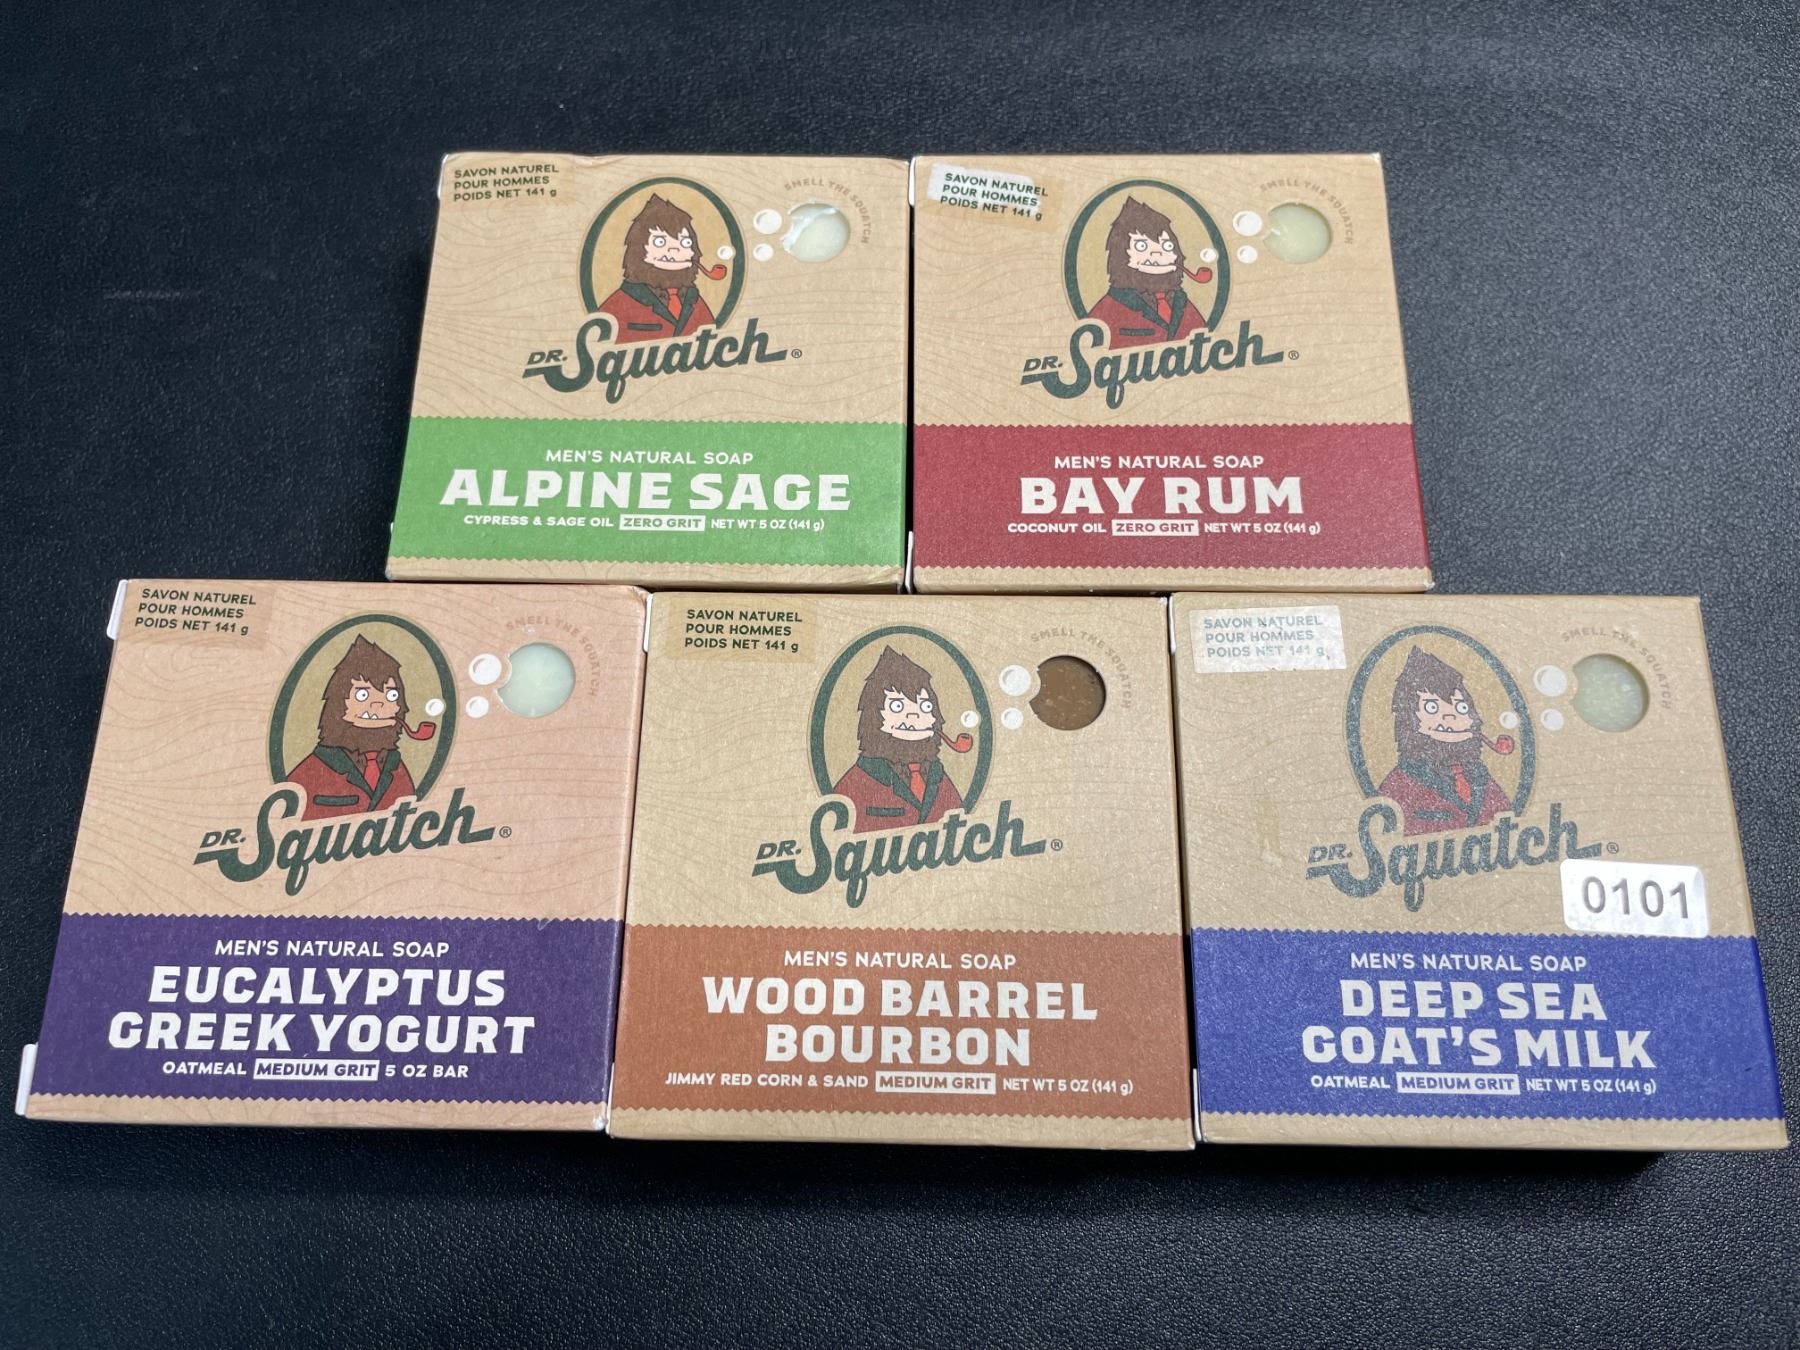 SAVON NATUREL
POUR HOMMES
POIDS NET 141 g
SMELL THE SQUATCH
DR. Squatch®
MEN'S NATURAL SOAP
ALPINE SAGE
CYPRESS & SAGE OIL ZERO GRIT NET WT 5 OZ (141 g)
SAVON NATUREL
POUR HOMMES
POIDS NET 141 g
SMELL THE SQUATCH
DR. Squatch®
MEN'S NATURAL SOAP
BAY RUM
COCONUT OIL ZERO GRIT NET WT 5 OZ (141 g)
SAVON NATUREL
POUR HOMMES
POIDS NET 141 g
SMELL THE SQUATCH
DR. Squatch®
MEN'S NATURAL SOAP
EUCALYPTUS
GREEK YOGURT
OATMEAL MEDIUM GRIT 5 OZ BAR
SAVON NATUREL
POUR HOMMES
POIDS NET 141 g
SMELL THE SQUATCH
DR. Squatch®
MEN'S NATURAL SOAP
WOOD BARREL
BOURBON
JIMMY RED CORN & SAND MEDIUM GRIT NET WT 5 OZ (141 g)
SAVON NATUREL
POUR HOMMES
POIDS NET 141 g
SMELL THE SQUATCH
DR. Squatch®
0101
MEN'S NATURAL SOAP
DEEP SEA
GOAT'S MILK
OATMEAL MEDIUM GRIT NET WT 5 OZ (141 g)